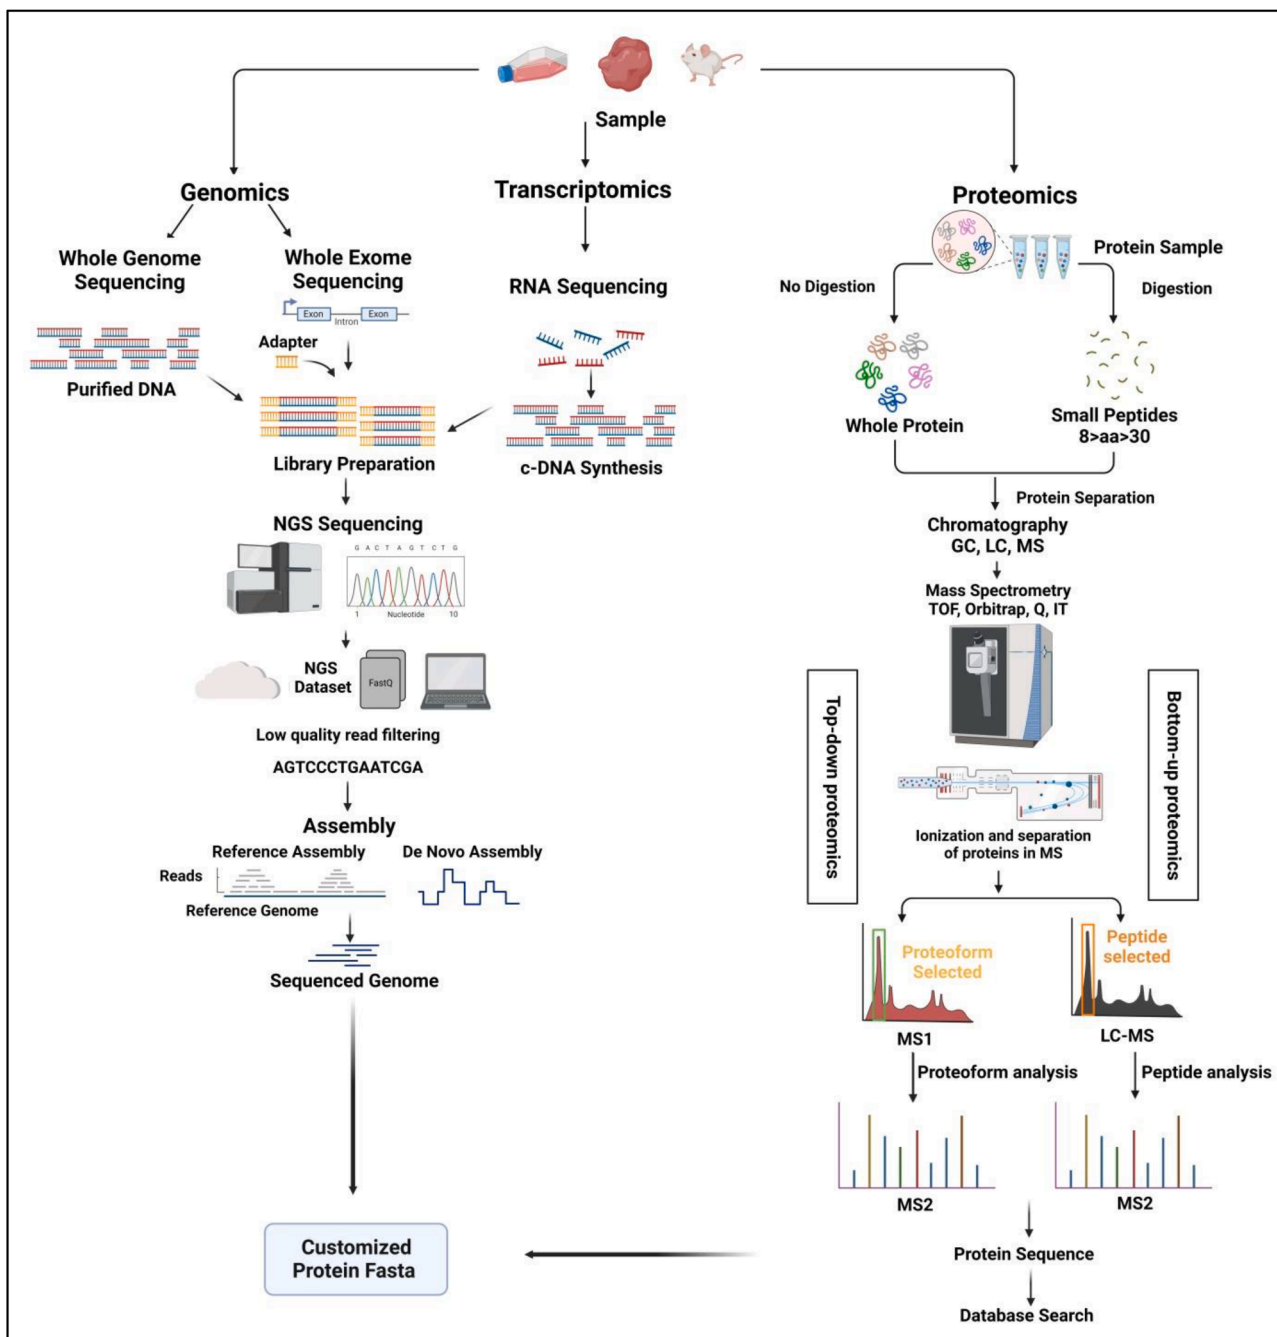 Sample
Genomics
Transcriptomics
Proteomics
Whole Genome
Sequencing
Whole Exome
Sequencing
Exon
Intron
Exon
Adapter
Purified DNA
RNA Sequencing
c-DNA Synthesis
Library Preparation
NGS Sequencing
G A C T A G T C T G
1
Nucleotide
10
NGS
Dataset
FastQ
Low quality read filtering
AGTCCCTGAATCGA
Assembly
Reference Assembly
De Novo Assembly
Reads
Reference Genome
Sequenced Genome
Customized
Protein Fasta
Protein Sample
No Digestion
Digestion
Whole Protein
Small Peptides
8>aa>30
Protein Separation
Chromatography
GC, LC, MS
Mass Spectrometry
TOF, Orbitrap, Q, IT
Top-down proteomics
Bottom-up proteomics
Ionization and separation
of proteins in MS
Proteoform
Selected
Peptide
selected
MS1
LC-MS
Proteoform analysis
Peptide analysis
MS2
MS2
Protein Sequence
Database Search